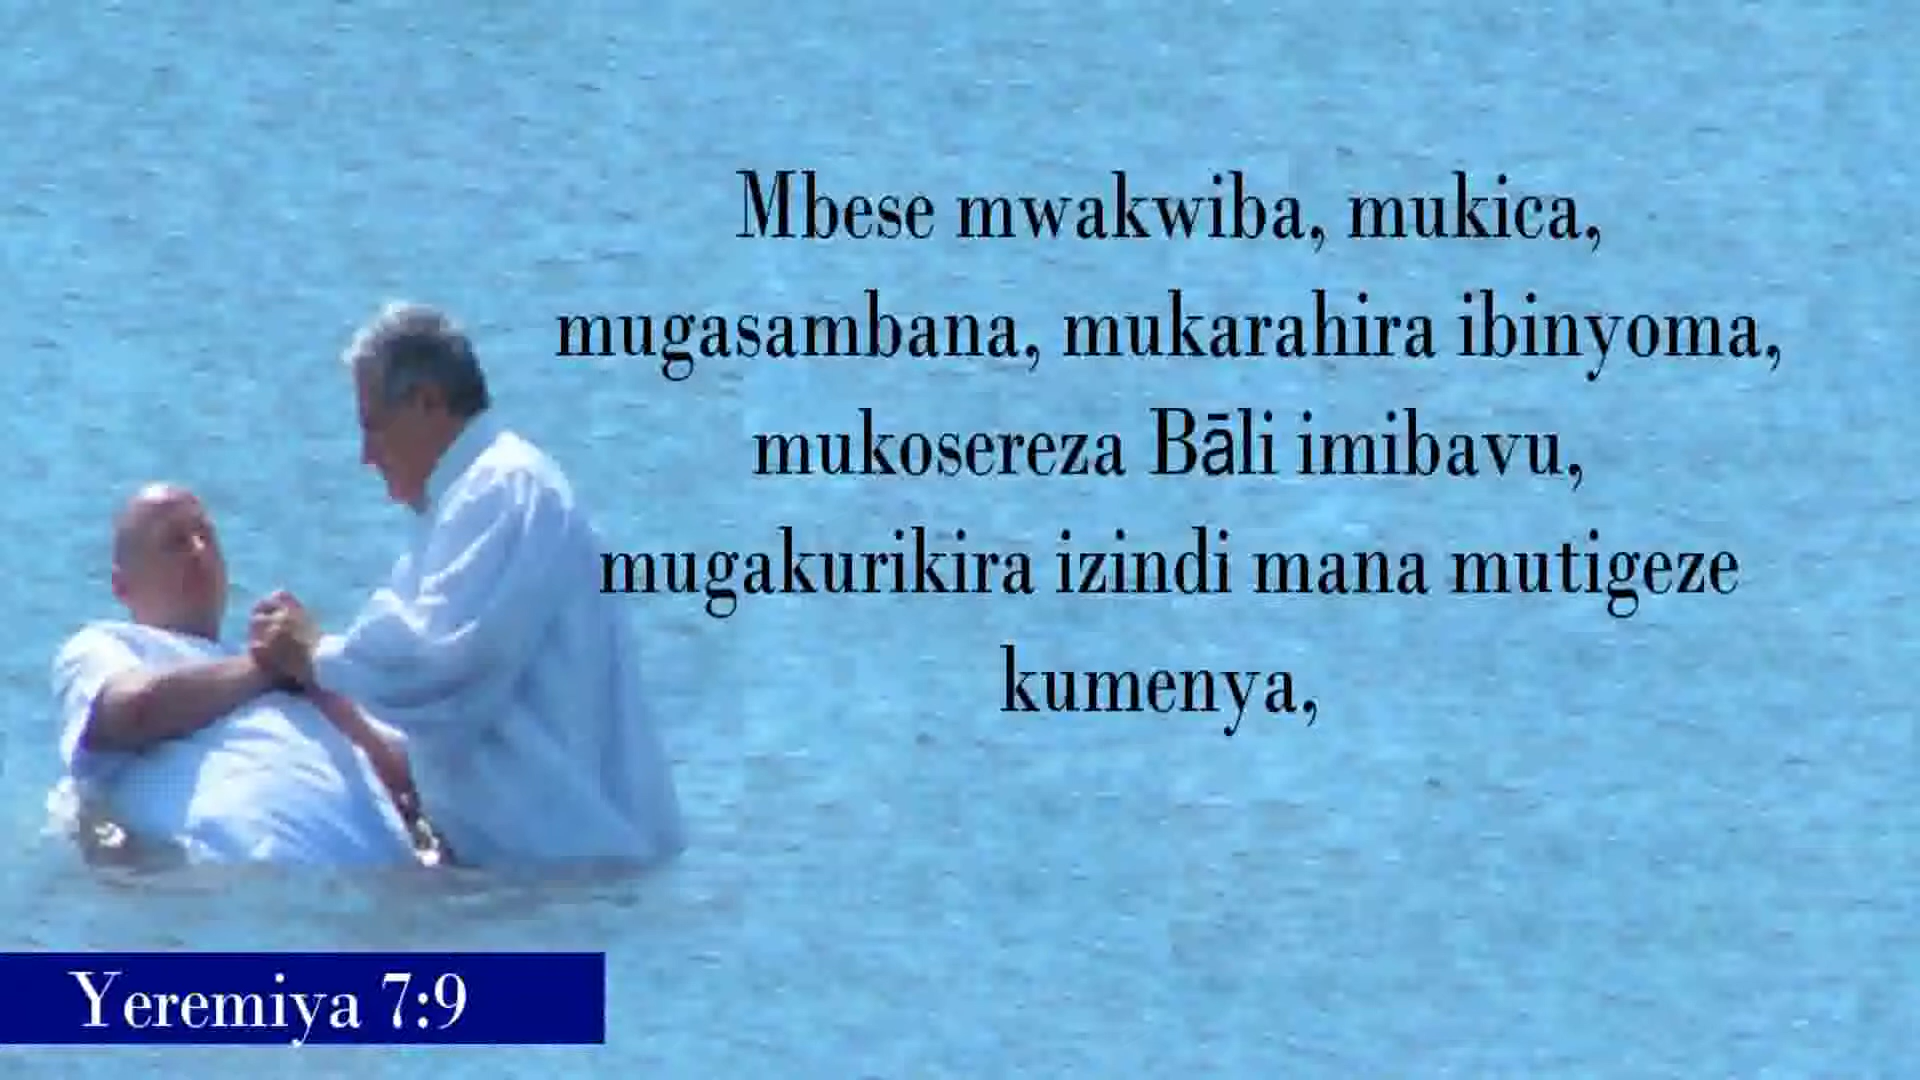 Mbese mwakwiba, mukica,
mugasambana, mukarahira ibinyoma,
mukosereza Bāli imibavu,
mugakurikira izindi mana mutigeze
kumenya,
Yeremiya 7:9